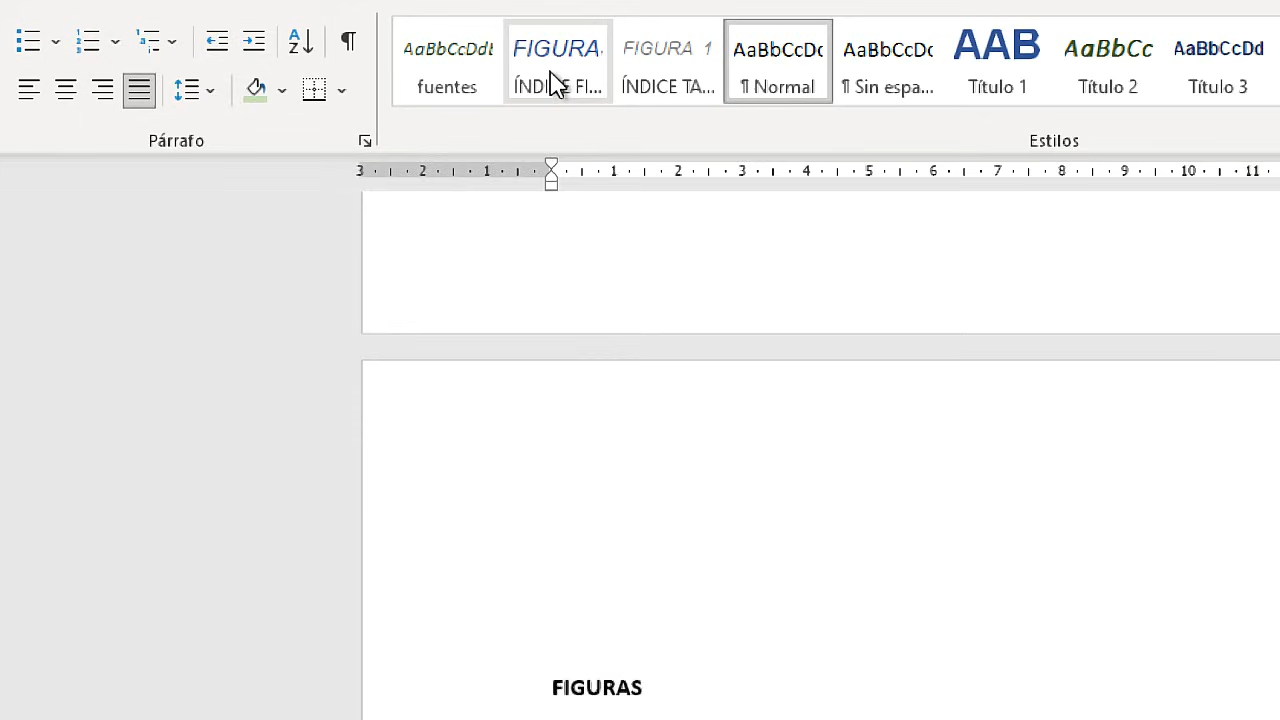 AaBbCcDdE FIGURA FIGURA 1 AaBbCcDc AaBbCcDc AAB AaBbCc AaBbCcDd
fuentes ÍNDICE FI... ÍNDICE TA... ¶ Normal ¶ Sin espa... Título 1 Título 2 Título 3
Párrafo Estilos
3 2 1 1 2 3 4 5 6 7 8 9 10 11
FIGURAS